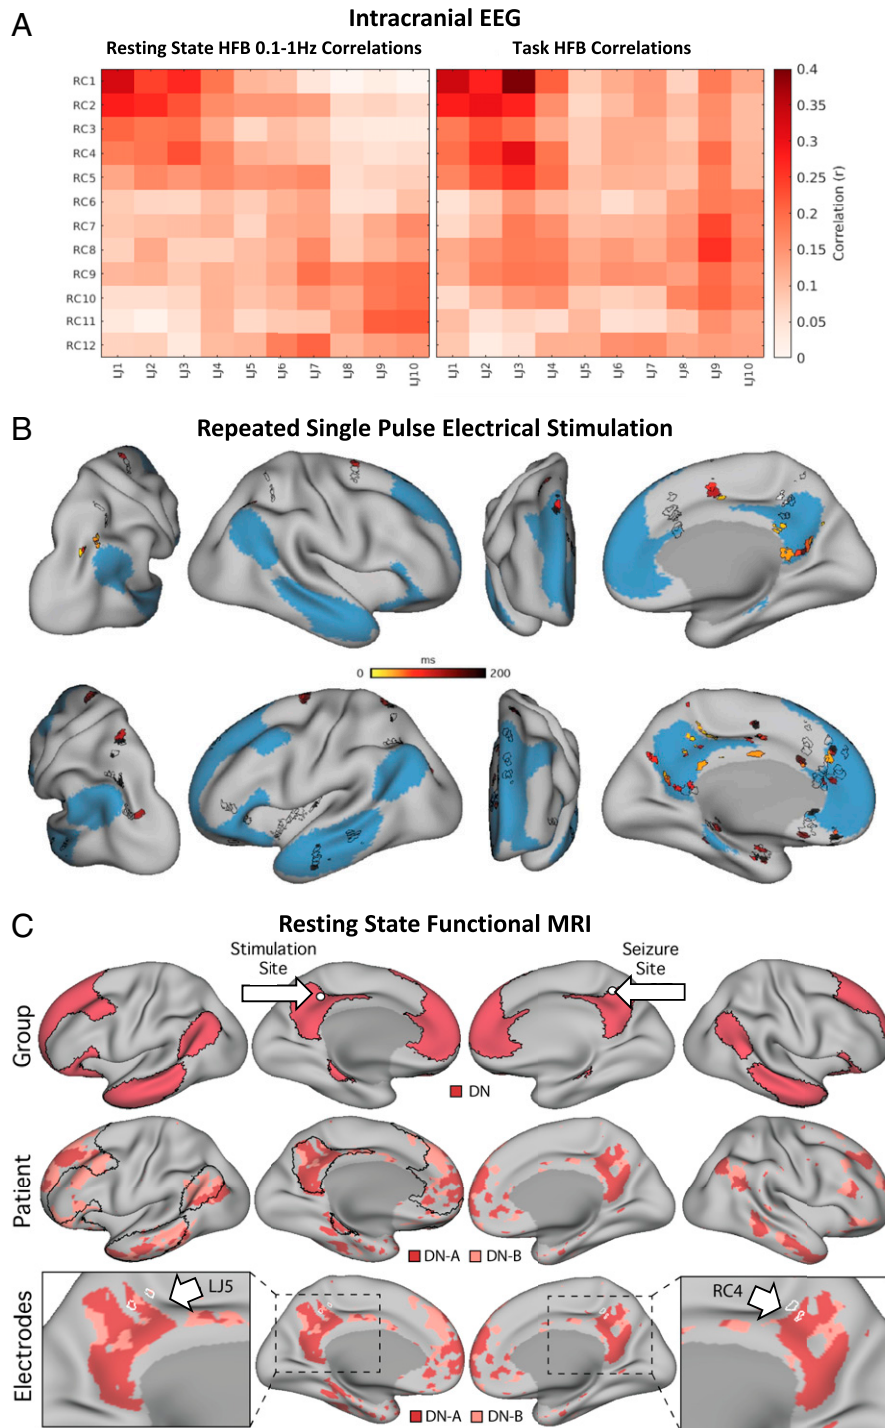 A
Intracranial EEG
Resting State HFB 0.1-1Hz Correlations
Task HFB Correlations
RC1
RC2
RC3
RC4
RC5
RC6
RC7
RC8
RC9
RC10
RC11
RC12
LJ1
LJ2
LJ3
LJ4
LJ5
LJ6
LJ7
LJ8
LJ9
LJ10
LJ1
LJ2
LJ3
LJ4
LJ5
LJ6
LJ7
LJ8
LJ9
LJ10
0.4
0.35
0.3
0.25
0.2
0.15
0.1
0.05
0
Correlation (r)
B
Repeated Single Pulse Electrical Stimulation
ms
0 200
C
Resting State Functional MRI
Stimulation
Site
Seizure
Site
Group
DN
Patient
DN-A DN-B
Electrodes
LJ5
RC4
DN-A DN-B